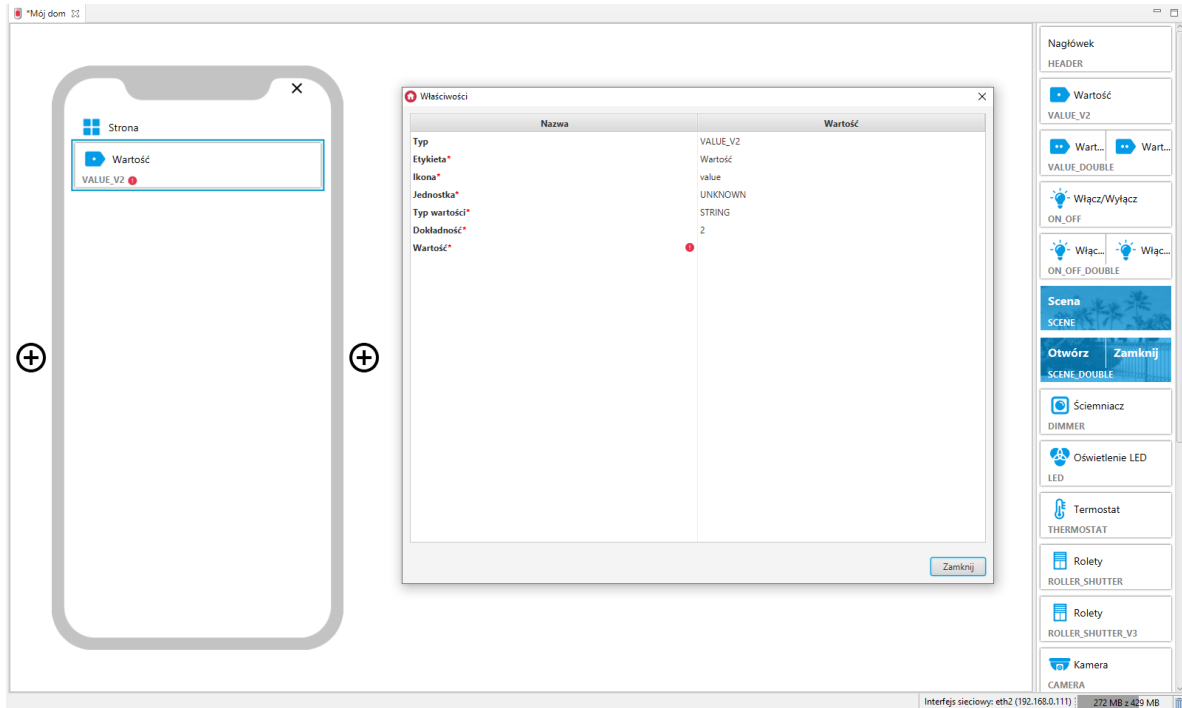 *Mój dom
Strona
Wartość
VALUE_V2
Właściwości
Nazwa Wartość
Typ VALUE_V2
Etykieta* Wartość
Ikona* value
Jednostka* UNKNOWN
Typ wartości* STRING
Dokładność* 2
Wartość*
Zamknij
Nagłówek
HEADER
Wartość
VALUE_V2
Wart... Wart...
VALUE_DOUBLE
Włącz/Wyłącz
ON_OFF
Włąc... Włąc...
ON_OFF_DOUBLE
Scena
SCENE
Otwórz Zamknij
SCENE_DOUBLE
Ściemniacz
DIMMER
Oświetlenie LED
LED
Termostat
THERMOSTAT
Rolety
ROLLER_SHUTTER
Rolety
ROLLER_SHUTTER_V3
Kamera
CAMERA
Interfejs sieciowy: eth2 (192.168.0.111) 272 MB z 429 MB